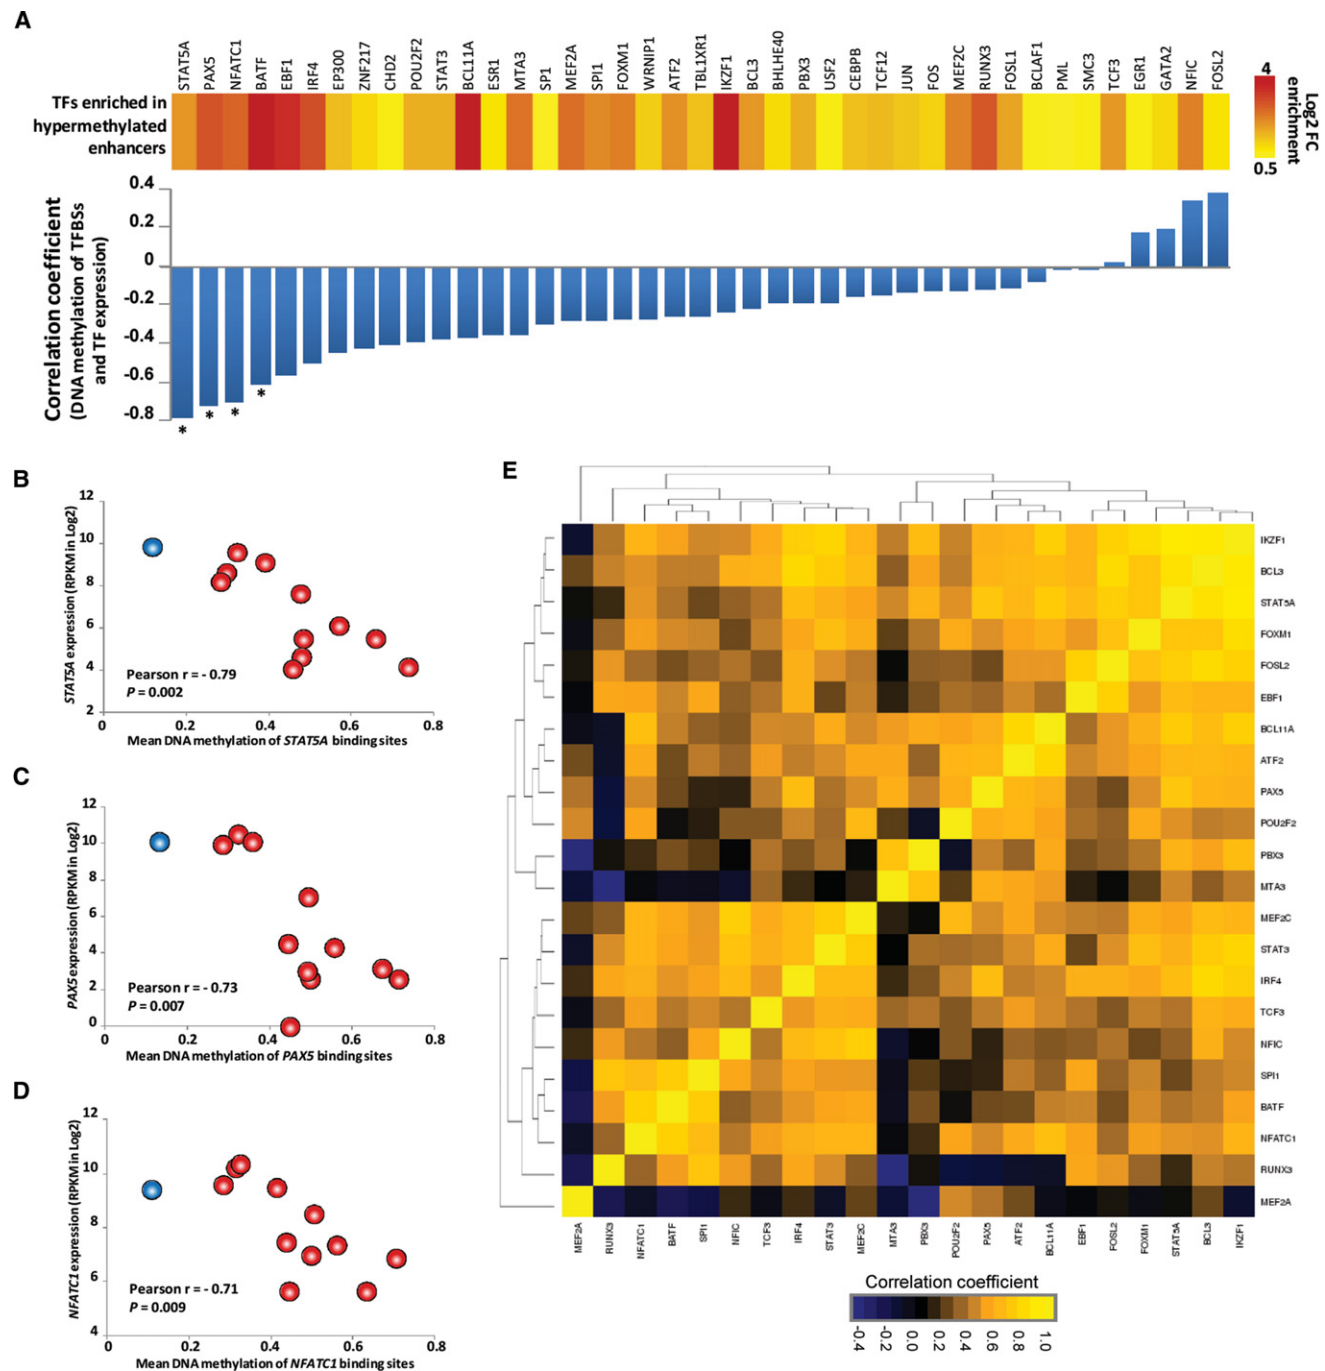 A
STAT5A PAX5 NFATC1 BATF EBF1 IRF4 EP300 ZNF217 CHD2 POU2F2 STAT3 BCL11A ESR1 MTA3 SP1 MEF2A SPI1 FOXM1 WRNIP1 ATF2 TBL1XR1 IKZF1 BCL3 BHLHE40 PBX3 USF2 CEBPB TCF12 JUN FOS MEF2C RUNX3 FOSL1 BCLAF1 PML SMC3 TCF3 EGR1 GATA2 NFIC FOSL2
TFs enriched in
hypermethylated
enhancers
4
Log2 FC
enrichment
0.5
Correlation coefficient
(DNA methylation of TFBSs
and TF expression)
0.4
0.2
0
-0.2
-0.4
-0.6
-0.8
* * * *
B
STAT5A expression (RPKM in Log2)
12
10
8
6
4
2
Pearson r = - 0.79
P = 0.002
0 0.2 0.4 0.6 0.8
Mean DNA methylation of STAT5A binding sites
C
PAX5 expression (RPKM in Log2)
12
10
8
6
4
2
0
Pearson r = - 0.73
P = 0.007
0 0.2 0.4 0.6 0.8
Mean DNA methylation of PAX5 binding sites
D
NFATC1 expression (RPKM in Log2)
12
10
8
6
4
Pearson r = - 0.71
P = 0.009
0 0.2 0.4 0.6 0.8
Mean DNA methylation of NFATC1 binding sites
E
IKZF1
BCL3
STAT5A
FOXM1
FOSL2
EBF1
BCL11A
ATF2
PAX5
POU2F2
PBX3
MTA3
MEF2C
STAT3
IRF4
TCF3
NFIC
SPI1
BATF
NFATC1
RUNX3
MEF2A
MEF2A RUNX3 NFATC1 BATF SPI1 NFIC TCF3 IRF4 STAT3 MEF2C MTA3 PBX3 POU2F2 PAX5 ATF2 BCL11A EBF1 FOSL2 FOXM1 STAT5A BCL3 IKZF1
Correlation coefficient
-0.4 -0.2 0.0 0.2 0.4 0.6 0.8 1.0